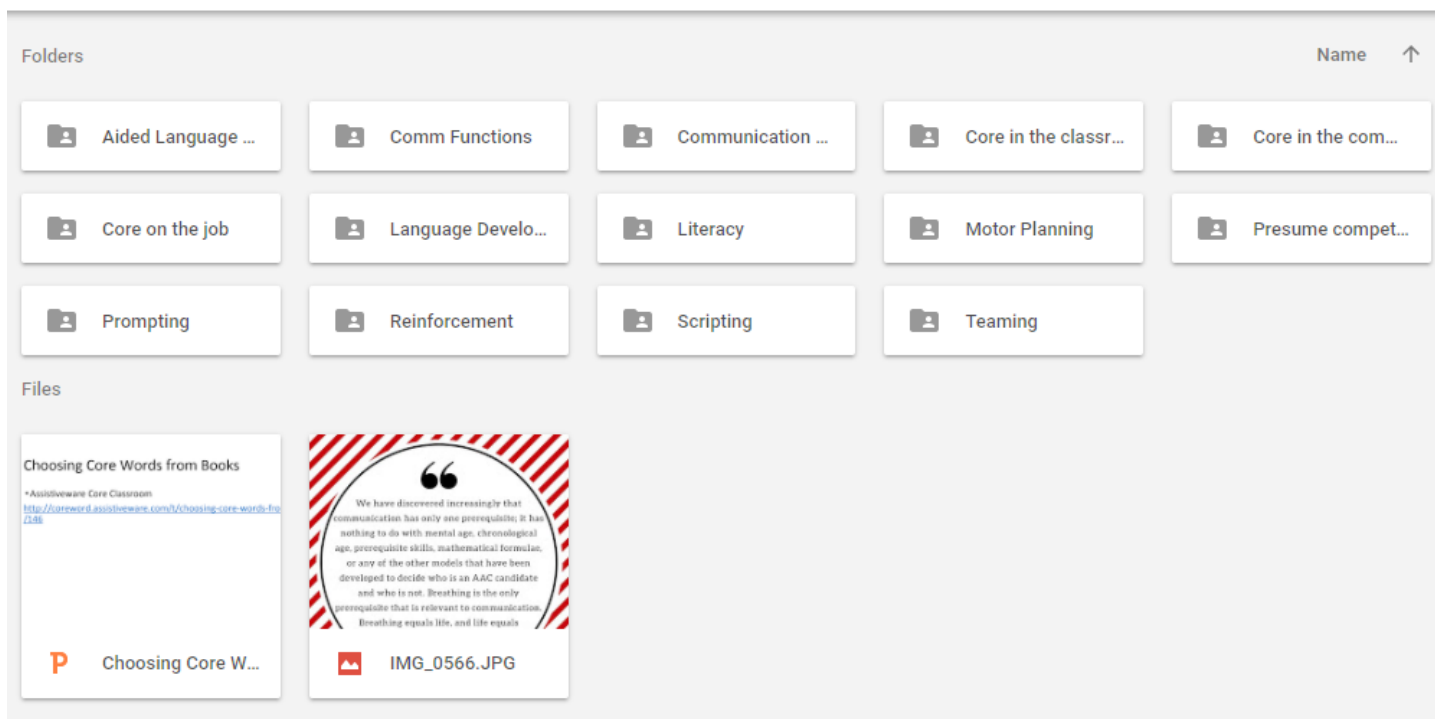 Folders
Name
Aided Language ...
Comm Functions
Communication ...
Core in the classr...
Core in the com...
Core on the job
Language Develo...
Literacy
Motor Planning
Presume compet...
Prompting
Reinforcement
Scripting
Teaming
Files
Choosing Core Words from Books
•Assistiveware Core Classroom
http://coreword.assistiveware.com/t/choosing-core-words-fro
/146
P
Choosing Core W...
“
We have discovered increasingly that
communication has only one prerequisite; it has
nothing to do with mental age, chronological
age, prerequisite skills, mathematical formulae,
or any of the other models that have been
developed to decide who is an AAC candidate
and who is not. Breathing is the only
prerequisite that is relevant to communication.
Breathing equals life, and life equals
IMG_0566.JPG